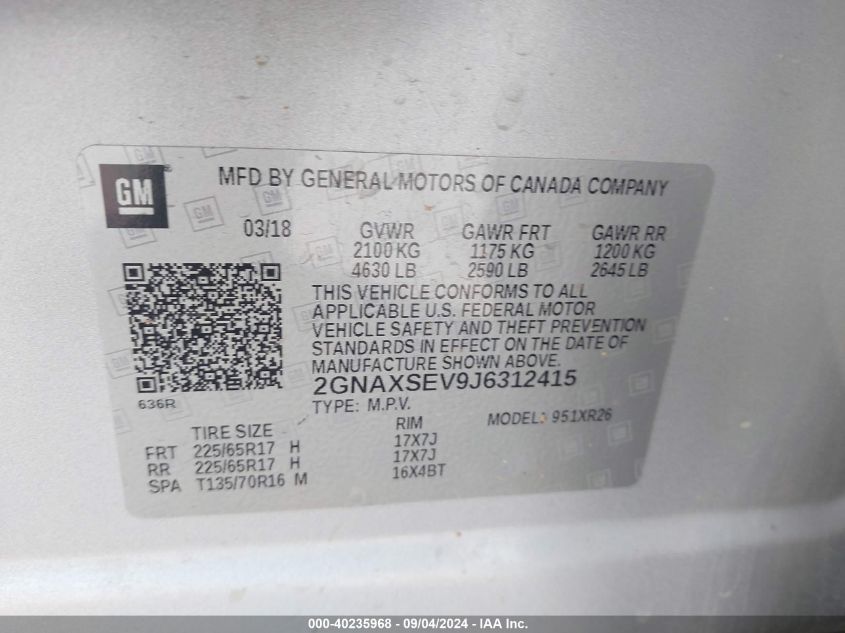 GM
MFD BY GENERAL MOTORS OF CANADA COMPANY
03/18 GVWR GAWR FRT GAWR RR
2100 KG 1175 KG 1200 KG
4630 LB 2590 LB 2645 LB
THIS VEHICLE CONFORMS TO ALL
APPLICABLE U.S. FEDERAL MOTOR
VEHICLE SAFETY AND THEFT PREVENTION
STANDARDS IN EFFECT ON THE DATE OF
MANUFACTURE SHOWN ABOVE.
2GNAXSEV9J6312415
636R
TYPE: M.P.V. MODEL: 951XR26
TIRE SIZE RIM
FRT 225/65R17 H 17X7J
RR 225/65R17 H 17X7J
SPA T135/70R16 M 16X4BT
000-40235968 - 09/04/2024 - IAA Inc.